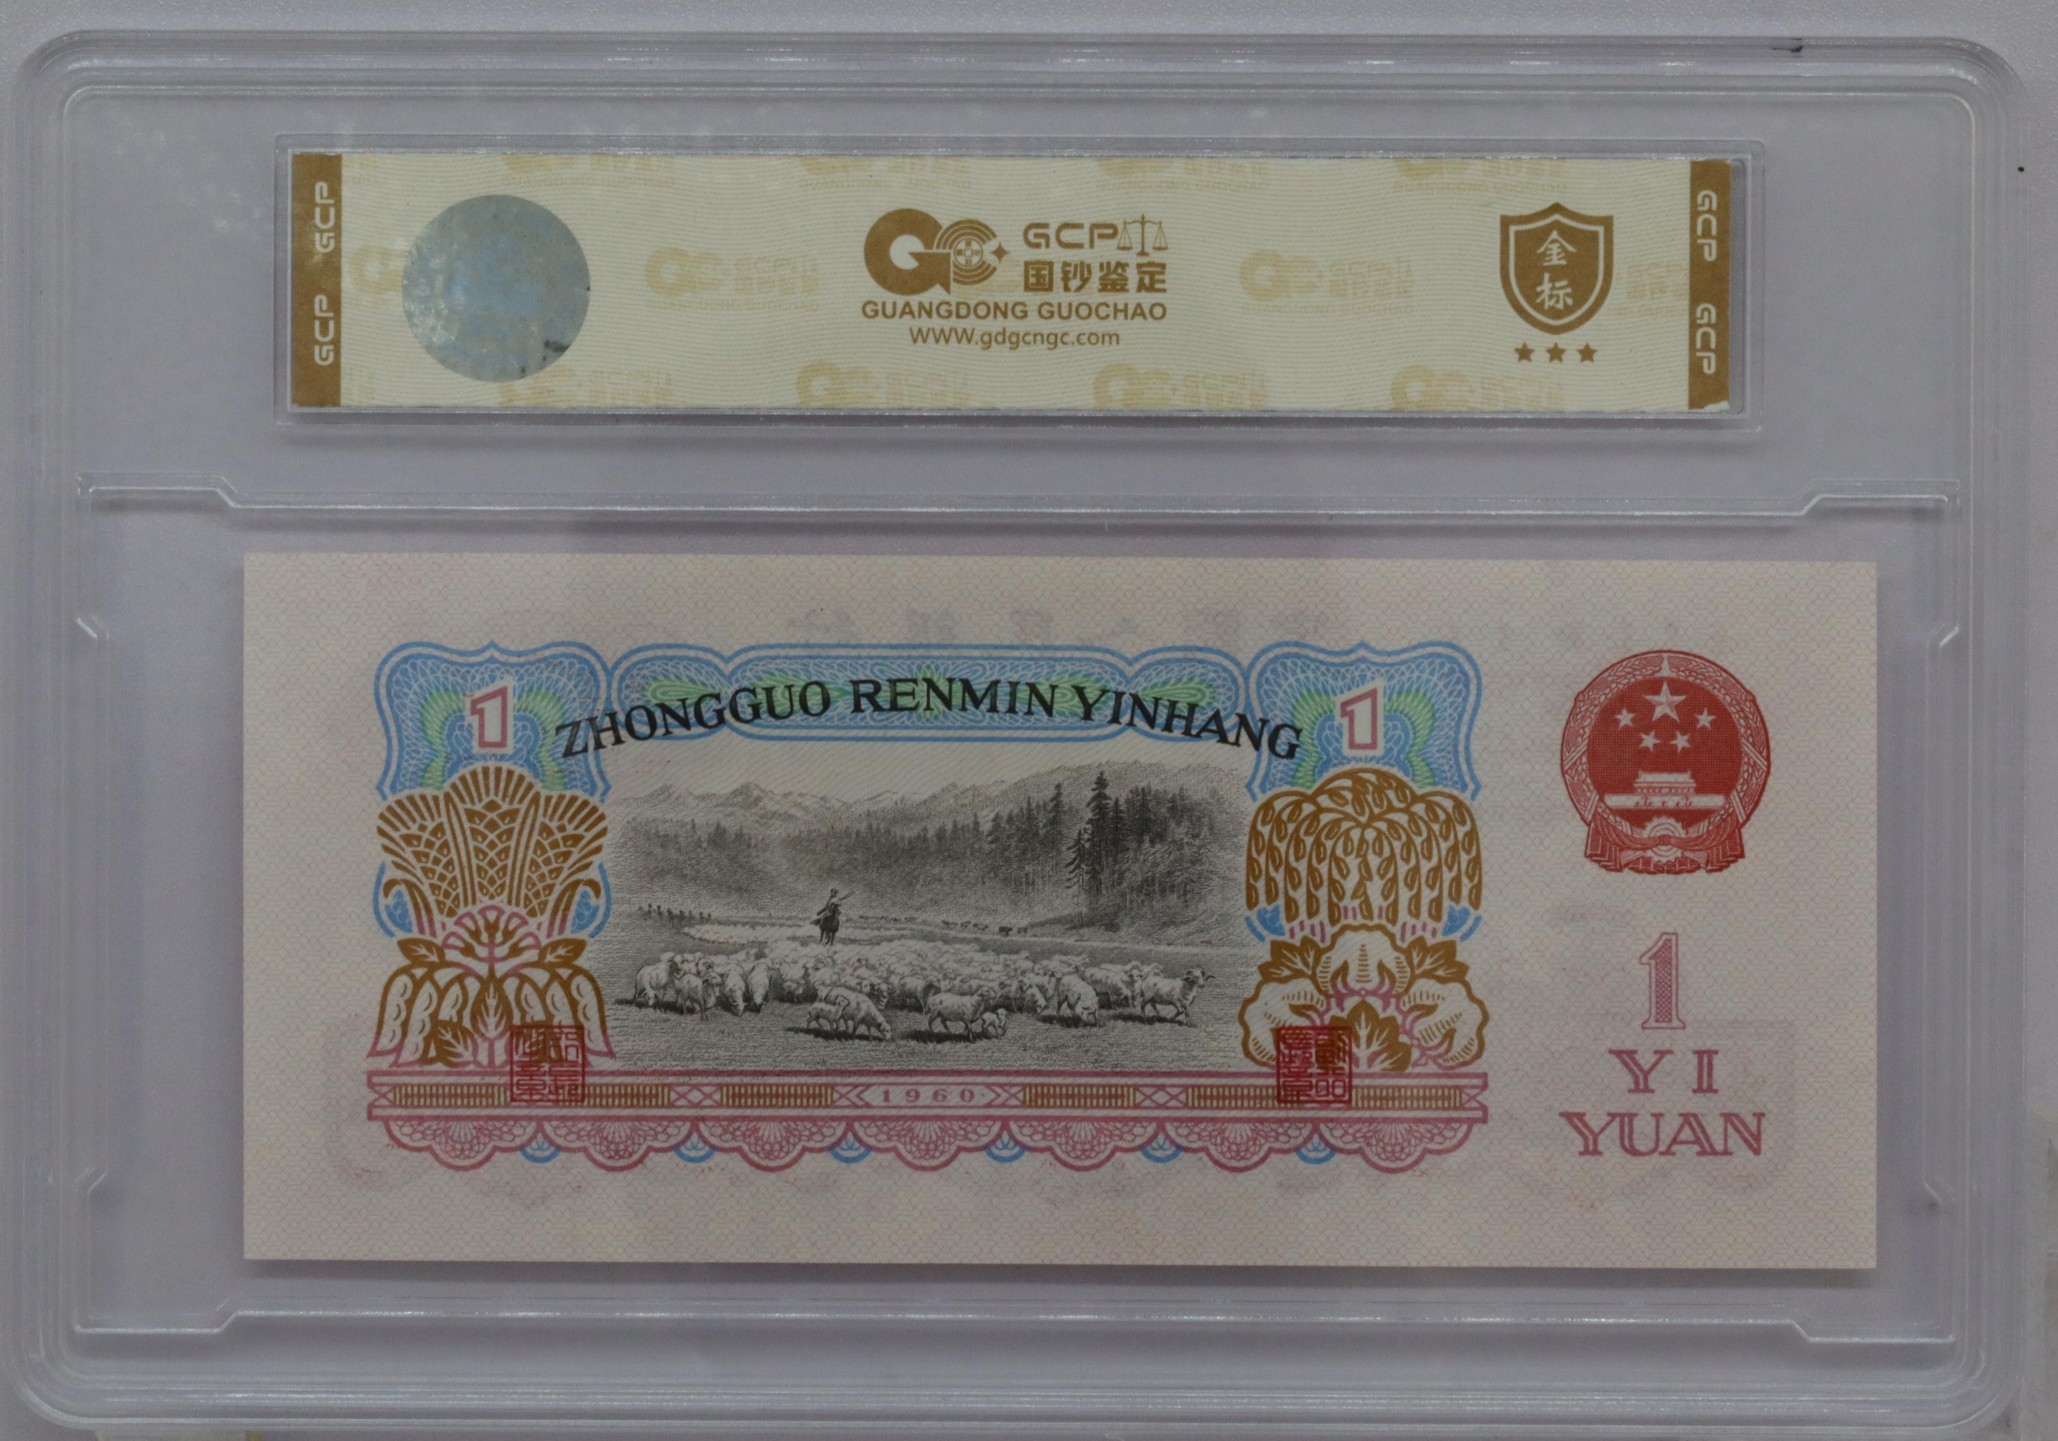 GCP GCP
GCP
国钞鉴定
GUANGDONG GUOCHAO
WWW.gdgcngc.com
金
标
GCP GCP
1
ZHONGGUO RENMIN YINHANG
1
1
YI
YUAN
1960